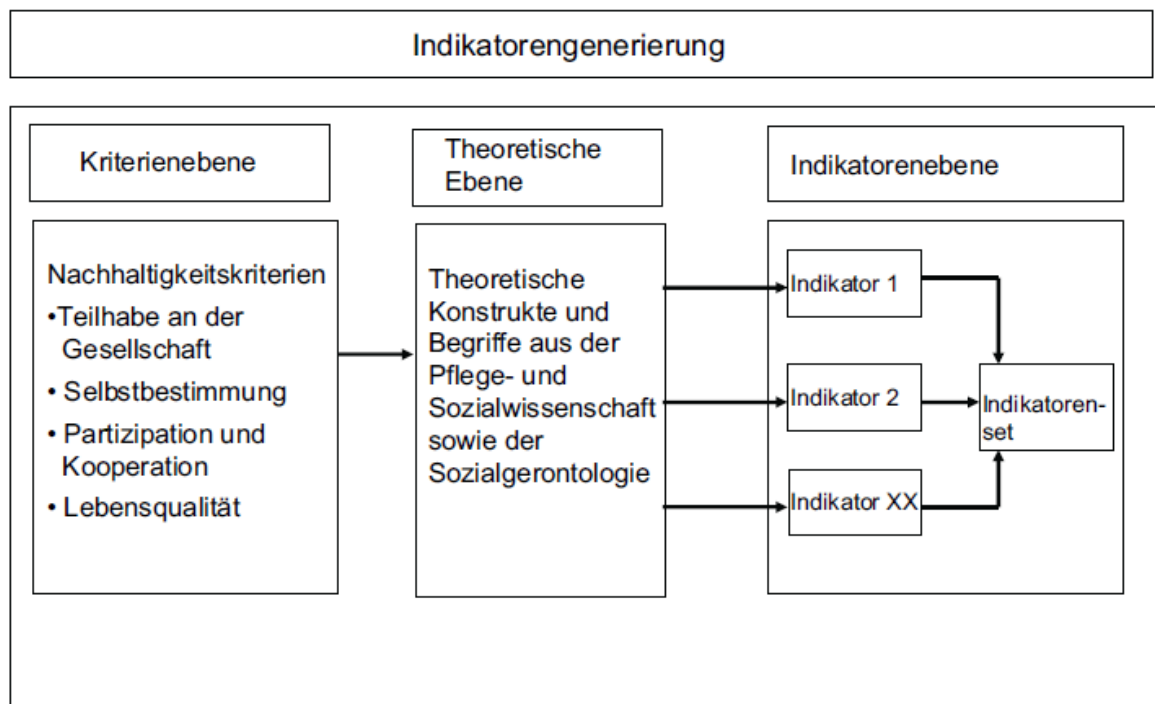 Indikatorengenerierung
Kriterienebene
Theoretische
Ebene
Indikatorenebene
Nachhaltigkeitskriterien
•Teilhabe an der
Gesellschaft
• Selbstbestimmung
• Partizipation und
Kooperation
• Lebensqualität
Theoretische
Konstrukte und
Begriffe aus der
Pflege- und
Sozialwissenschaft
sowie der
Sozialgerontologie
Indikator 1
Indikator 2
Indikator XX
Indikatoren-
set